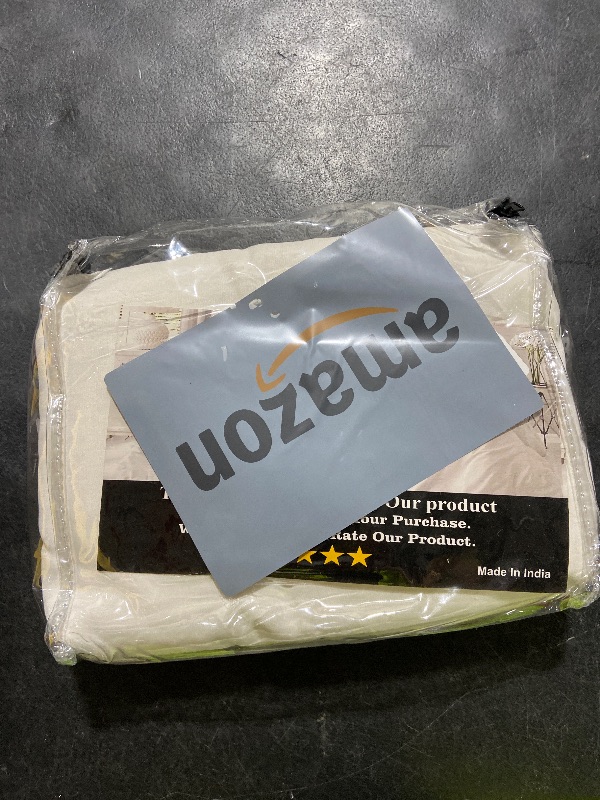 amazon
Our product
our Purchase.
tate Our Product.
Made In India